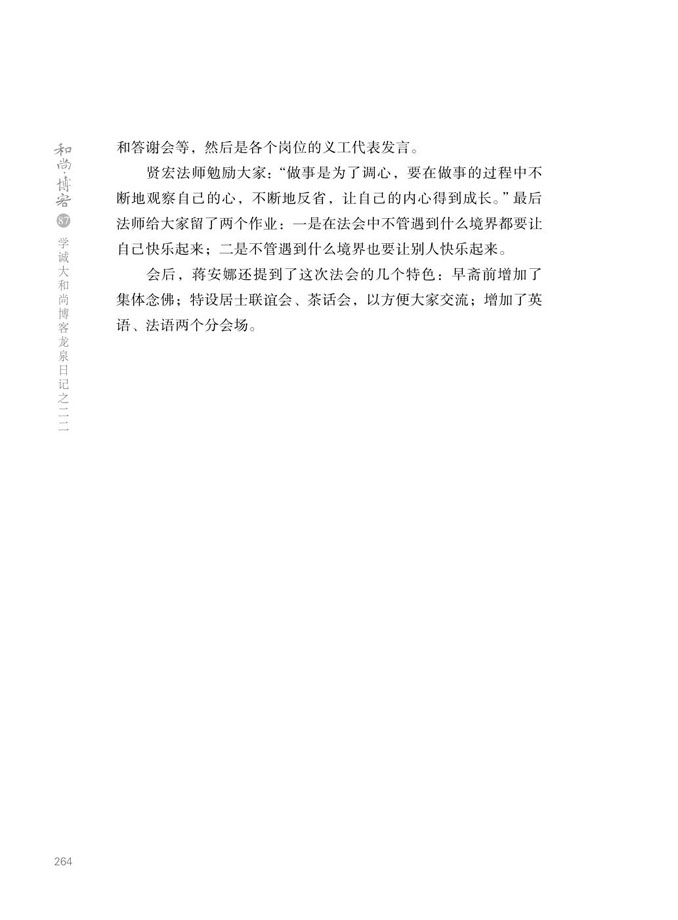 和答谢会等，然后是各个岗位的义工代表发言。
贤宏法师勉励大家：“做事是为了调心，要在做事的过程中不
断地观察自己的心，不断地反省，让自己的内心得到成长。”最后
法师给大家留了两个作业：一是在法会中不管遇到什么境界都要让
自己快乐起来；二是不管遇到什么境界也要让别人快乐起来。
会后，蒋安娜还提到了这次法会的几个特色：早斋前增加了
集体念佛；特设居士联谊会、茶话会，以方便大家交流；增加了英
语、法语两个分会场。
和尚·博客
87
学诚大和尚博客龙泉日记之二二
264